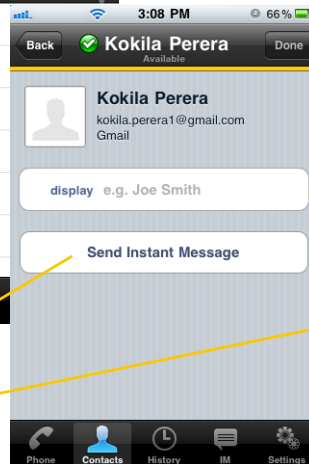 3:08 PM
66%
Back
Kokila Perera
Available
Done
Kokila Perera
kokila.perera1@gmail.com
Gmail
display e.g. Joe Smith
Send Instant Message
Phone Contacts History IM Settings